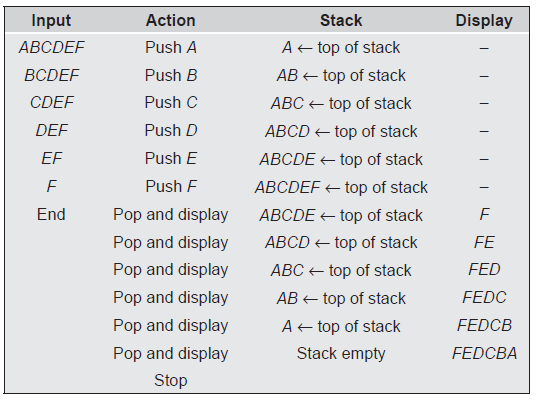 Input Action Stack Display
ABCDEF Push A A ← top of stack –
BCDEF Push B AB ← top of stack –
CDEF Push C ABC ← top of stack –
DEF Push D ABCD ← top of stack –
EF Push E ABCDE ← top of stack –
F Push F ABCDEF ← top of stack –
End Pop and display ABCDE ← top of stack F
Pop and display ABCD ← top of stack FE
Pop and display ABC ← top of stack FED
Pop and display AB ← top of stack FEDC
Pop and display A ← top of stack FEDCB
Pop and display Stack empty FEDCBA
Stop